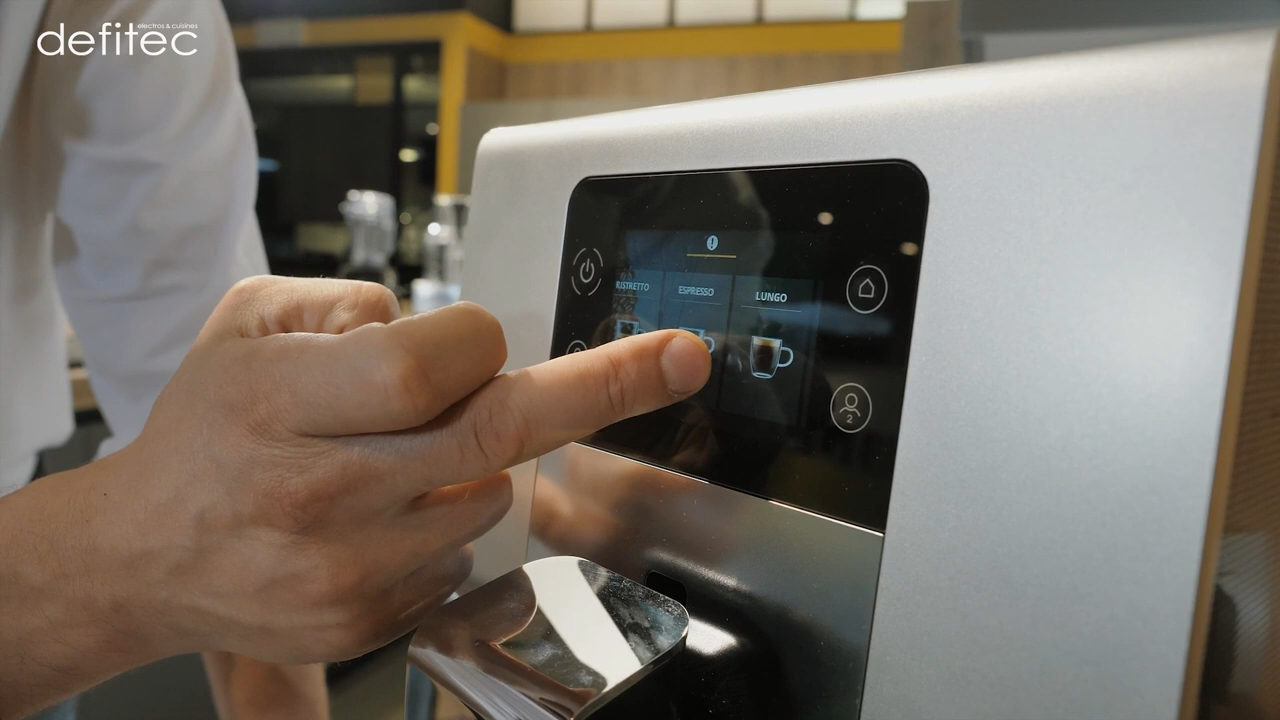 electros & cuisines
defitec
RISTRETTO
ESPRESSO
LUNGO
2